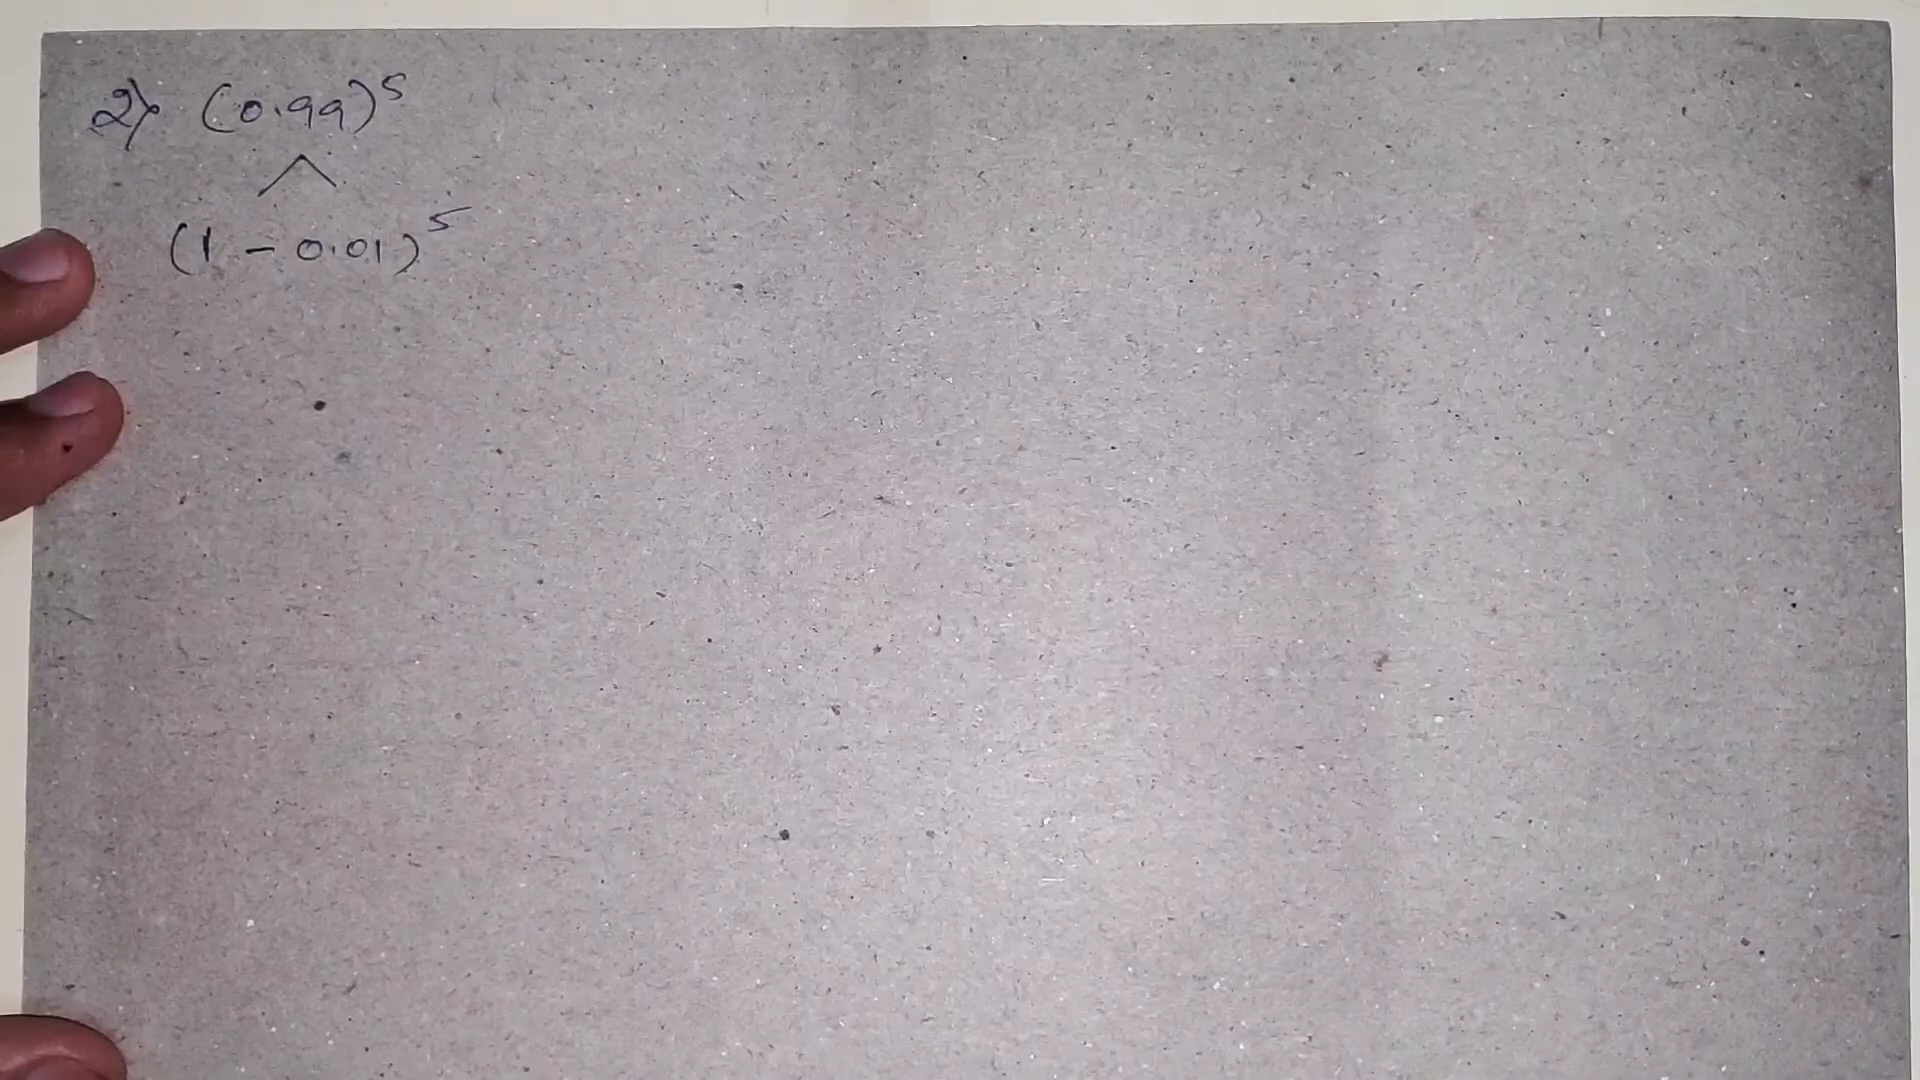 2) (0.99)⁵
(1 - 0.01)⁵